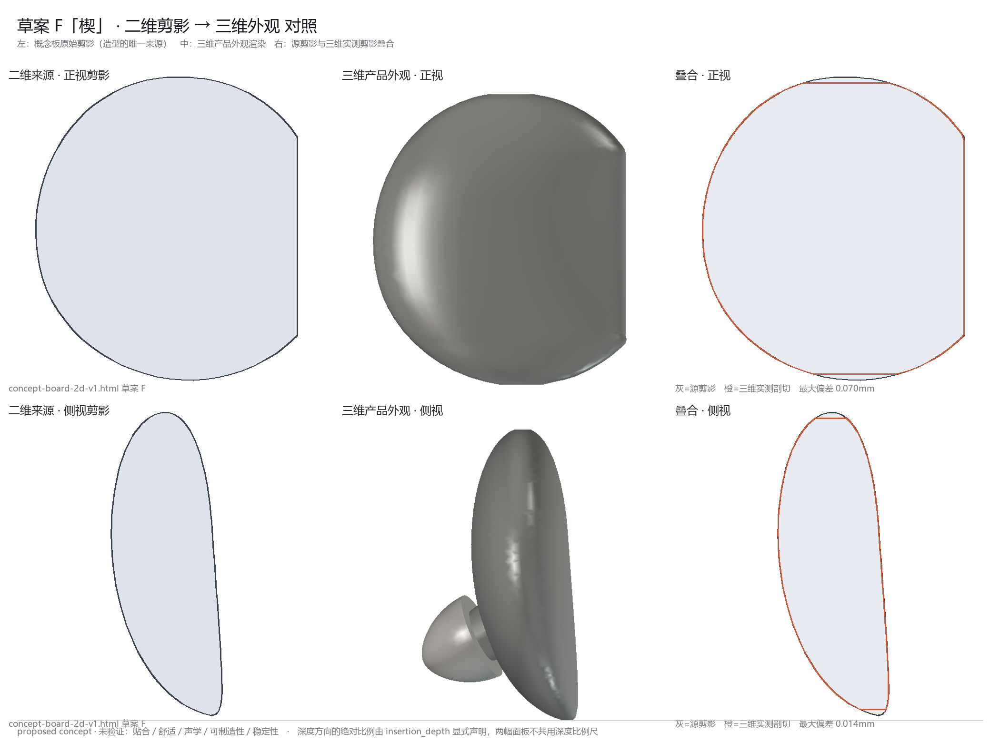 草案 F「楔」 · 二维剪影 → 三维外观 对照
左：概念板原始剪影（造型的唯一来源） 中：三维产品外观渲染 右：源剪影与三维实测剪影叠合
二维来源 · 正视剪影
三维产品外观 · 正视
叠合 · 正视
concept-board-2d-v1.html 草案 F
灰=源剪影 橙=三维实测剖切 最大偏差 0.070mm
二维来源 · 侧视剪影
三维产品外观 · 侧视
叠合 · 侧视
concept-board-2d-v1.html 草案 F
灰=源剪影 橙=三维实测剖切 最大偏差 0.014mm
proposed concept · 未验证：贴合 / 舒适 / 声学 / 可制造性 / 稳定性 · 深度方向的绝对比例由 insertion_depth 显式声明，两幅面板不共用深度比例尺